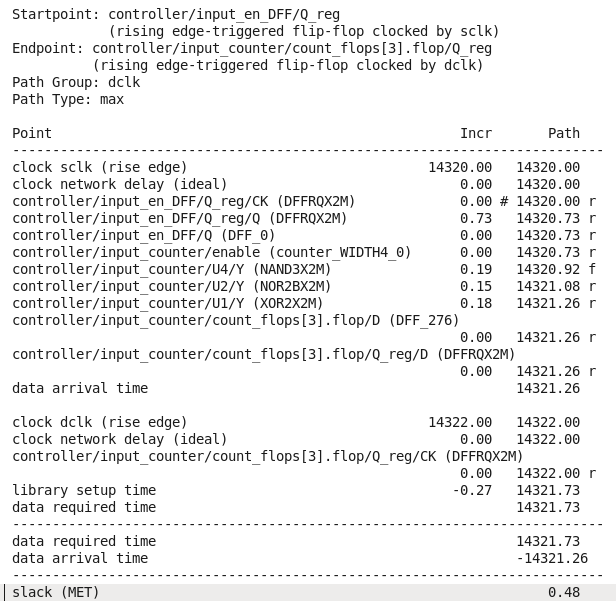 Startpoint: controller/input_en_DFF/Q_reg
(rising edge-triggered flip-flop clocked by sclk)
Endpoint: controller/input_counter/count_flops[3].flop/Q_reg
(rising edge-triggered flip-flop clocked by dclk)
Path Group: dclk
Path Type: max
Point Incr Path
---------------------------------------------------------------------------
clock sclk (rise edge) 14320.00 14320.00
clock network delay (ideal) 0.00 14320.00
controller/input_en_DFF/Q_reg/CK (DFFRQX2M) 0.00 # 14320.00 r
controller/input_en_DFF/Q_reg/Q (DFFRQX2M) 0.73 14320.73 r
controller/input_en_DFF/Q (DFF_0) 0.00 14320.73 r
controller/input_counter/enable (counter_WIDTH4_0) 0.00 14320.73 r
controller/input_counter/U4/Y (NAND3X2M) 0.19 14320.92 f
controller/input_counter/U2/Y (NOR2BX2M) 0.15 14321.08 r
controller/input_counter/U1/Y (XOR2X2M) 0.18 14321.26 r
controller/input_counter/count_flops[3].flop/D (DFF_276)
0.00 14321.26 r
controller/input_counter/count_flops[3].flop/Q_reg/D (DFFRQX2M)
0.00 14321.26 r
data arrival time 14321.26
clock dclk (rise edge) 14322.00 14322.00
clock network delay (ideal) 0.00 14322.00
controller/input_counter/count_flops[3].flop/Q_reg/CK (DFFRQX2M)
0.00 14322.00 r
library setup time -0.27 14321.73
data required time 14321.73
---------------------------------------------------------------------------
data required time 14321.73
data arrival time -14321.26
---------------------------------------------------------------------------
slack (MET) 0.48